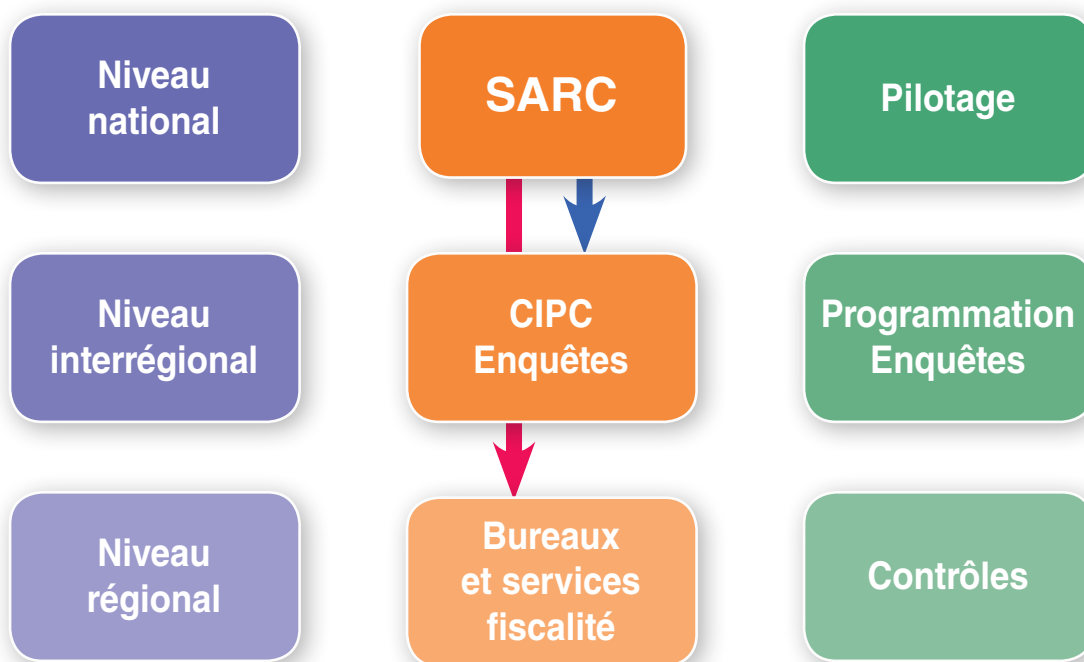 Niveau
national
SARC
Pilotage
Niveau
interrégional
CIPC
Enquêtes
Programmation
Enquêtes
Niveau
régional
Bureaux
et services
fiscalité
Contrôles